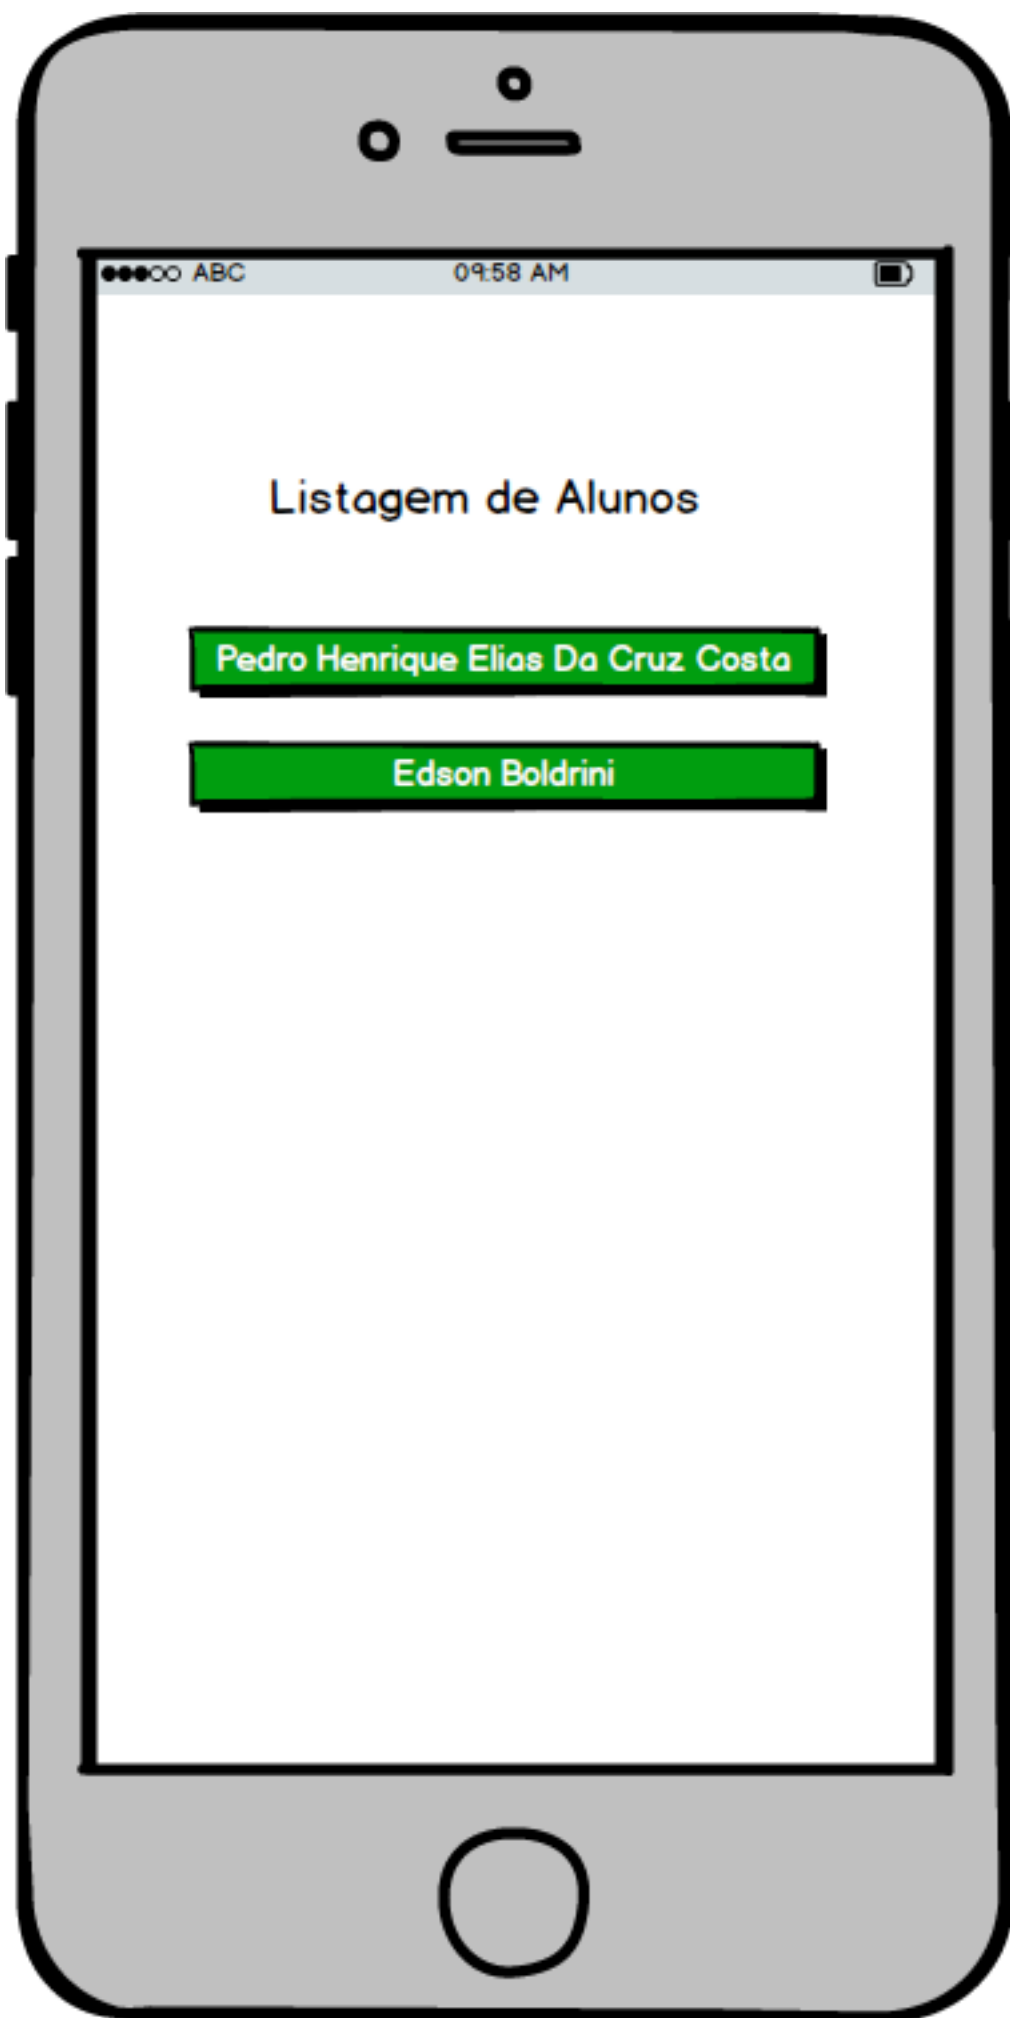 ABC 09:58 AM
Listagem de Alunos
Pedro Henrique Elias Da Cruz Costa
Edson Boldrini